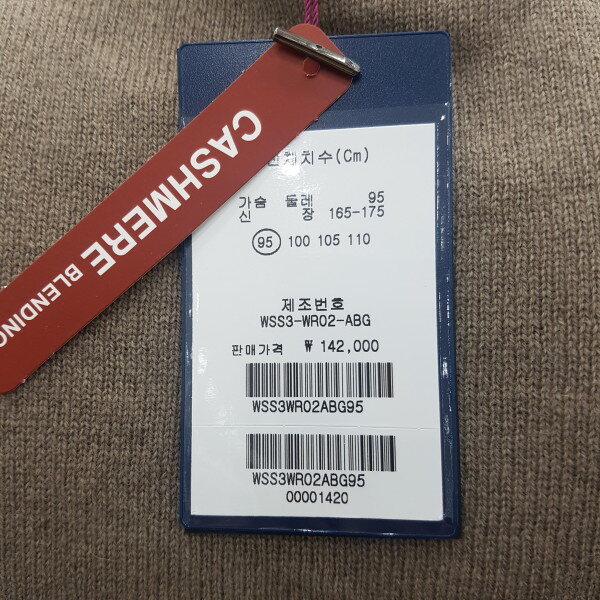 CASHMERE BLENDING
치수(Cm)
가슴 둘레 95
신 장 165-175
95 100 105 110
제조번호
WSS3-WR02-ABG
판매가격 ₩ 142,000
WSS3WR02ABG95
WSS3WR02ABG95
00001420